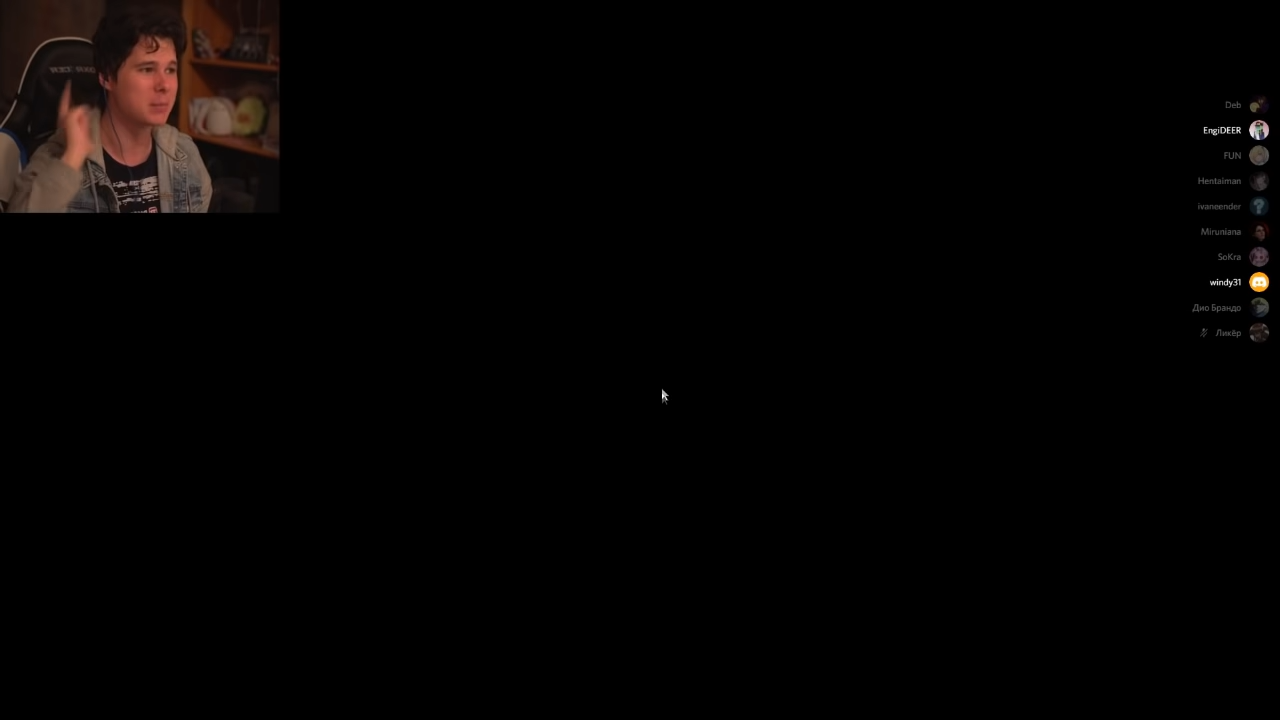 Deb
EngiDEER
FUN
Hentaiman
ivaneender
Miruniana
SoKra
windy31
Дио Брандо
Ликёр